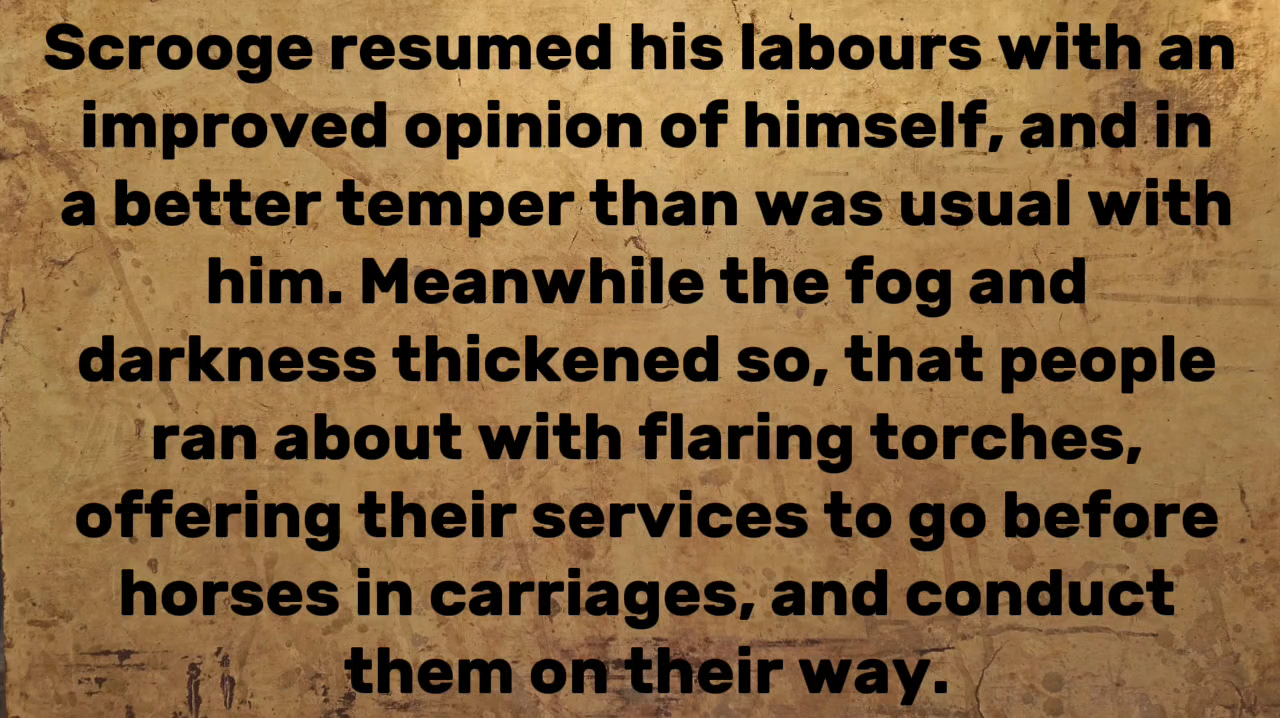 Scrooge resumed his labours with an
improved opinion of himself, and in
a better temper than was usual with
him. Meanwhile the fog and
darkness thickened so, that people
ran about with flaring torches,
offering their services to go before
horses in carriages, and conduct
them on their way.